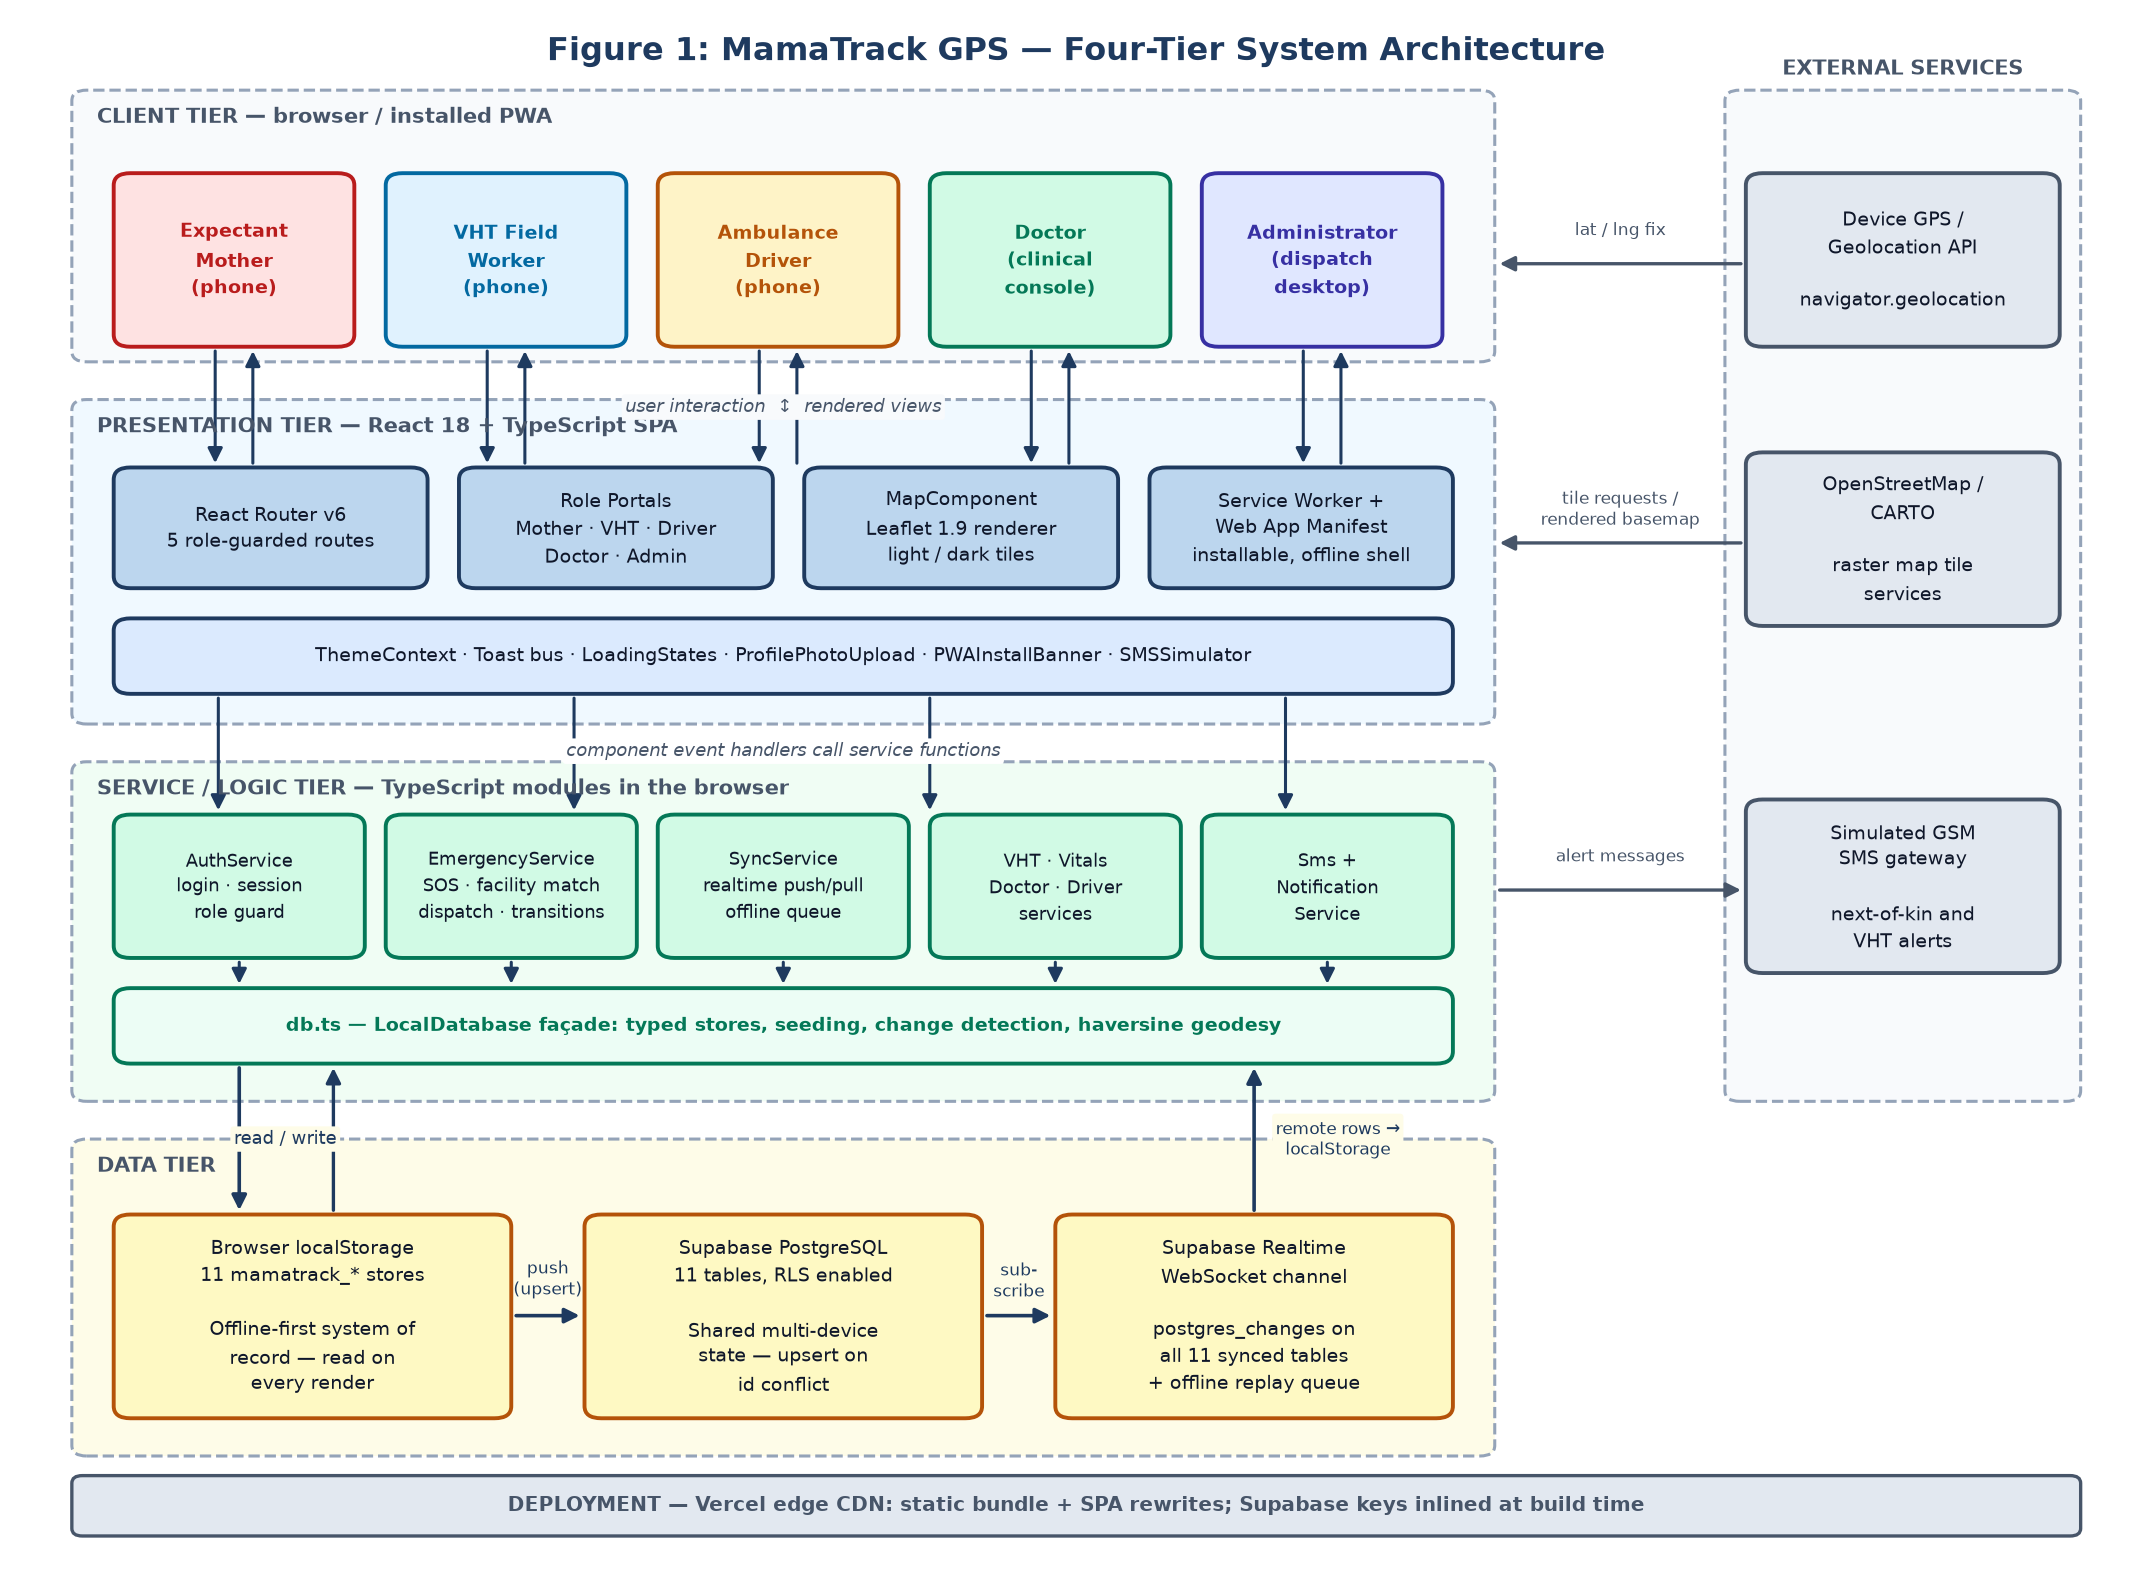 Figure 1: MamaTrack GPS — Four-Tier System Architecture
EXTERNAL SERVICES
CLIENT TIER — browser / installed PWA
Expectant
Mother
(phone)
VHT Field
Worker
(phone)
Ambulance
Driver
(phone)
Doctor
(clinical
console)
Administrator
(dispatch
desktop)
lat / lng fix
Device GPS /
Geolocation API
navigator.geolocation
user interaction ↕ rendered views
PRESENTATION TIER — React 18 + TypeScript SPA
React Router v6
5 role-guarded routes
Role Portals
Mother · VHT · Driver
Doctor · Admin
MapComponent
Leaflet 1.9 renderer
light / dark tiles
Service Worker +
Web App Manifest
installable, offline shell
tile requests /
rendered basemap
OpenStreetMap /
CARTO
raster map tile
services
ThemeContext · Toast bus · LoadingStates · ProfilePhotoUpload · PWAInstallBanner · SMSSimulator
component event handlers call service functions
SERVICE / LOGIC TIER — TypeScript modules in the browser
AuthService
login · session
role guard
EmergencyService
SOS · facility match
dispatch · transitions
SyncService
realtime push/pull
offline queue
VHT · Vitals
Doctor · Driver
services
Sms +
Notification
Service
alert messages
Simulated GSM
SMS gateway
next-of-kin and
VHT alerts
db.ts — LocalDatabase façade: typed stores, seeding, change detection, haversine geodesy
read / write
remote rows →
localStorage
DATA TIER
Browser localStorage
11 mamatrack_* stores
Offline-first system of
record — read on
every render
push
(upsert)
Supabase PostgreSQL
11 tables, RLS enabled
Shared multi-device
state — upsert on
id conflict
sub-
scribe
Supabase Realtime
WebSocket channel
postgres_changes on
all 11 synced tables
+ offline replay queue
DEPLOYMENT — Vercel edge CDN: static bundle + SPA rewrites; Supabase keys inlined at build time